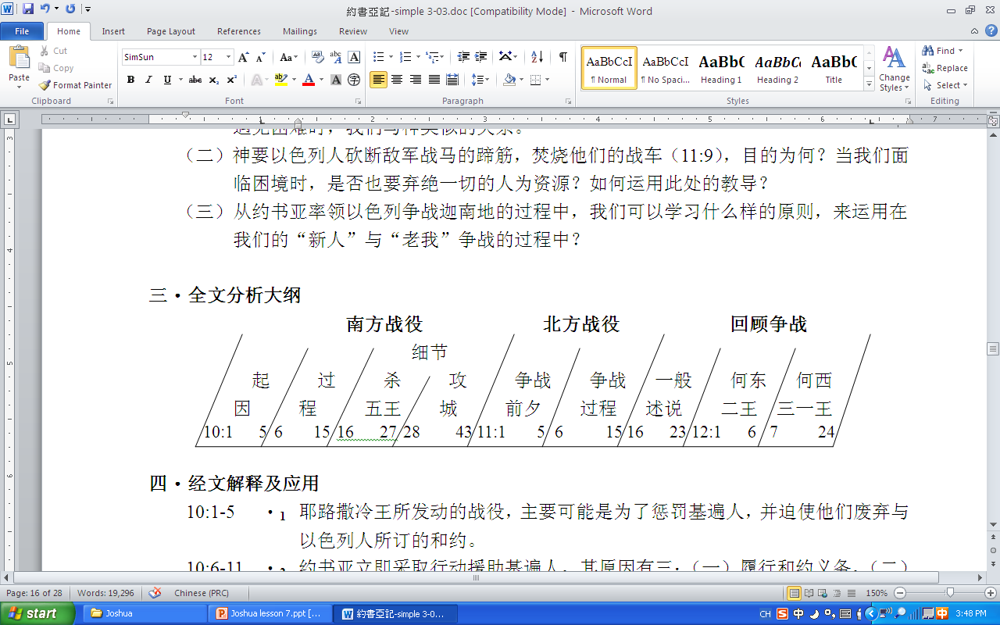 約書亞記-simple 3-03.doc [Compatibility Mode] - Microsoft Word
File Home Insert Page Layout References Mailings Review View
Paste
Cut
Copy
Format Painter
SimSun 12
AaBbCcI AaBbCcI AaBbC AaBbCc AaBbC
¶ Normal ¶ No Spaci... Heading 1 Heading 2 Title
Change Styles
Find
Replace
Select
Clipboard Font Paragraph Styles Editing
1 2 3 4 5 6 7
(二)神要以色列人砍断敌军战马的蹄筋,焚烧他们的战车(11:9),目的为何?当我们面
临困境时,是否也要弃绝一切的人为资源?如何运用此处的教导?
(三)从约书亚率领以色列争战迦南地的过程中,我们可以学习什么样的原则,来运用在
我们的“新人”与“老我”争战的过程中?
三·全文分析大纲
南方战役 北方战役 回顾争战
细节
起 过 杀 攻 争战 争战 一般 何东 何西
因 程 五王 城 前夕 过程 述说 二王 三一王
10:1 5 6 15 16 27 28 43 11:1 5 6 15 16 23 12:1 6 7 24
四·经文解释及应用
10:1-5 ·1 耶路撒冷王所发动的战役,主要可能是为了惩罚基遍人,并迫使他们废弃与
以色列人所订的和约。
10:6-11 约书亚立即采取行动援助基遍人,其原因有三:(一)履行和约义务,(二)
Page: 16 of 28 Words: 19,296 Chinese (PRC) 150%
start Joshua Joshua lesson 7.ppt [... 約書亞記-simple 3-0... CH S 中 中 3:48 PM